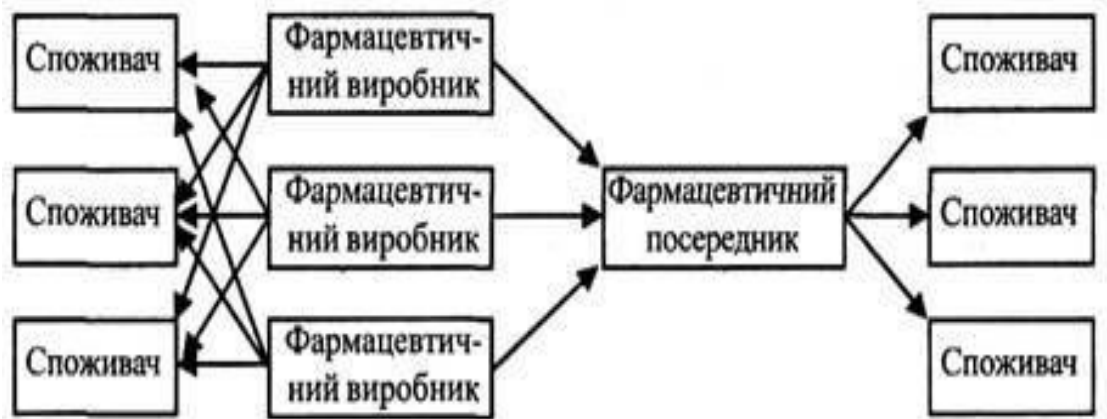 Споживач
Фармацевтич-
ний виробник
Споживач
Споживач
Фармацевтич-
ний виробник
Фармацевтичний
посередник
Споживач
Споживач
Фармацевтич-
ний виробник
Споживач